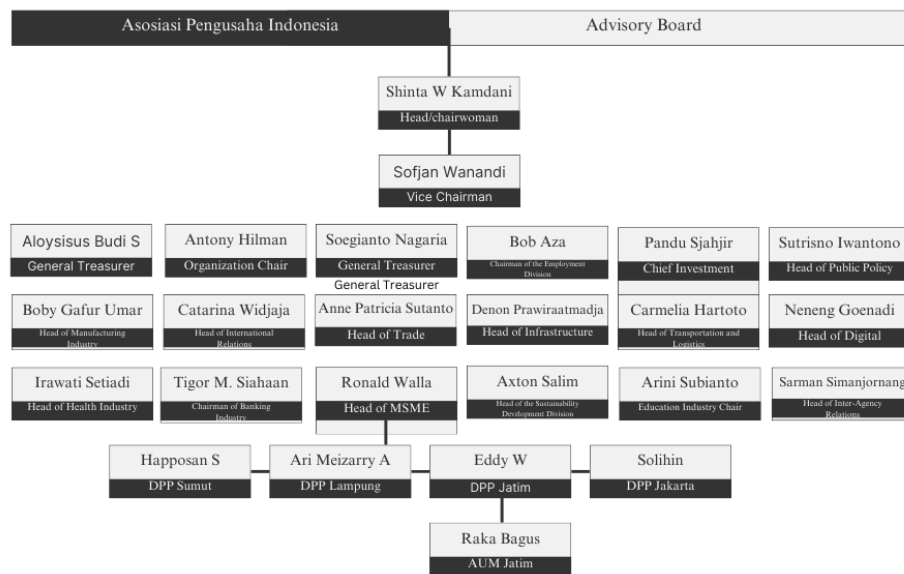 Asosiasi Pengusaha Indonesia
Advisory Board
Shinta W Kamdani
Head/chairwoman
Sofjan Wanandi
Vice Chairman
Aloysisus Budi S
General Treasurer
Antony Hilman
Organization Chair
Soegianto Nagaria
General Treasurer
General Treasurer
Bob Aza
Chairman of the Employment
Division
Pandu Sjahjir
Chief Investment
Sutrisno Iwantono
Head of Public Policy
Boby Gafur Umar
Head of Manufacturing
Industry
Catarina Widjaja
Head of International
Relations
Anne Patricia Sutanto
Head of Trade
Denon Prawiraatmadja
Head of Infrastructure
Carmelia Hartoto
Head of Transportation and
Logistics
Neneng Goenadi
Head of Digital
Irawati Setiadi
Head of Health Industry
Tigor M. Siahaan
Chairman of Banking
Industry
Ronald Walla
Head of MSME
Axton Salim
Head of the Sustainability
Development Division
Arini Subianto
Education Industry Chair
Sarman Simanjornang
Head of Inter-Agency
Relations
Happosan S
DPP Sumut
Ari Meizarry A
DPP Lampung
Eddy W
DPP Jatim
Solihin
DPP Jakarta
Raka Bagus
AUM Jatim